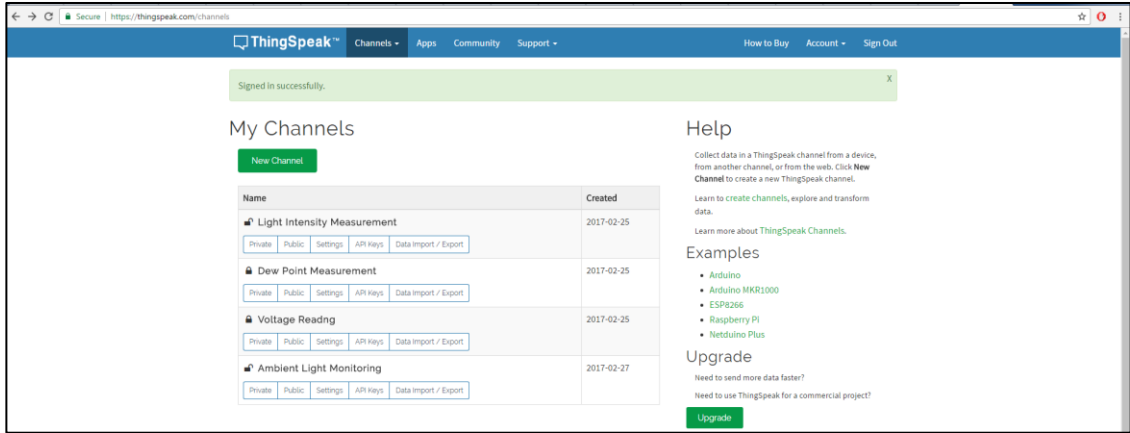 Secure | https://thingspeak.com/channels
ThingSpeak™ Channels Apps Community Support How to Buy Account Sign Out
Signed in successfully. X
My Channels
New Channel
Name Created
Light Intensity Measurement 2017-02-25
Private Public Settings API Keys Data Import / Export
Dew Point Measurement 2017-02-25
Private Public Settings API Keys Data Import / Export
Voltage Readng 2017-02-25
Private Public Settings API Keys Data Import / Export
Ambient Light Monitoring 2017-02-27
Private Public Settings API Keys Data Import / Export
Help
Collect data in a ThingSpeak channel from a device,
from another channel, or from the web. Click New
Channel to create a new ThingSpeak channel.
Learn to create channels, explore and transform
data.
Learn more about ThingSpeak Channels.
Examples
Arduino
Arduino MKR1000
ESP8266
Raspberry Pi
Netduino Plus
Upgrade
Need to send more data faster?
Need to use ThingSpeak for a commercial project?
Upgrade